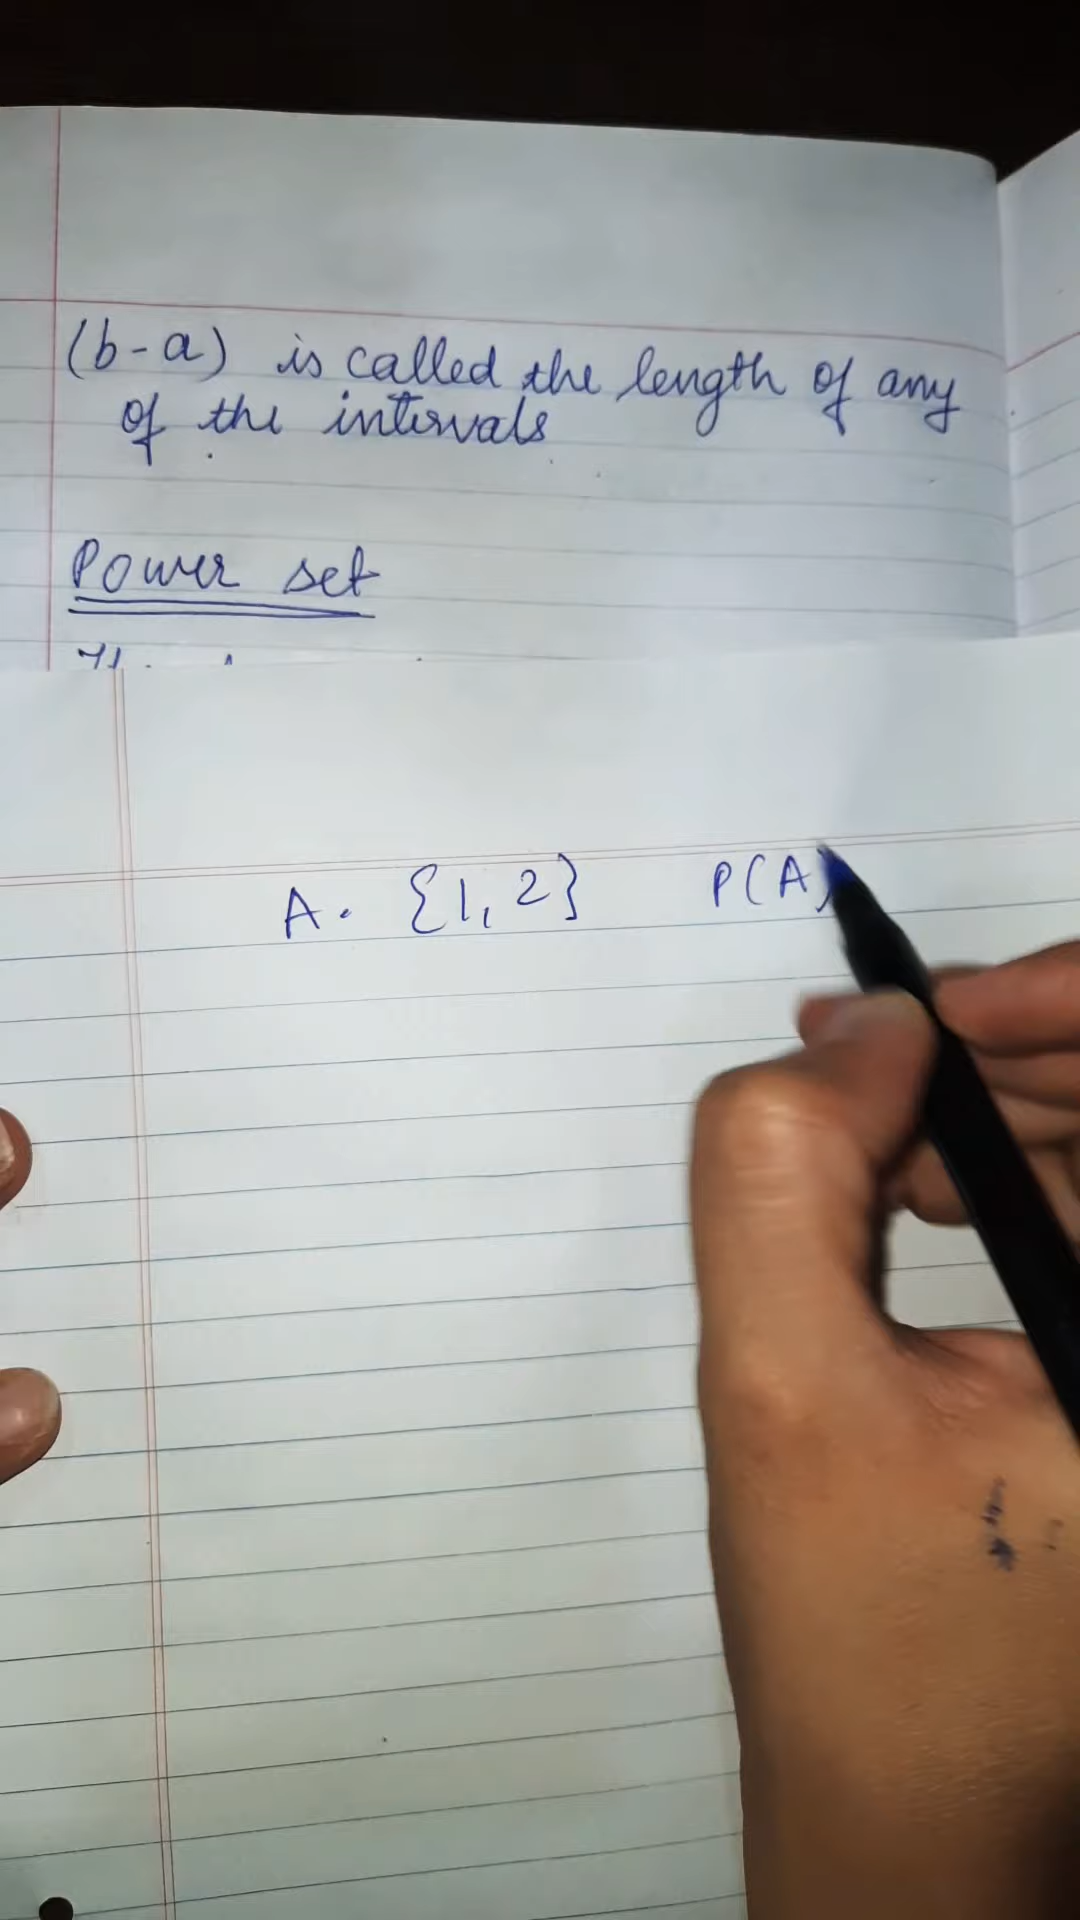 (b-a) is called the length of any
of the intervals
Power set
A. {1, 2} P(A)